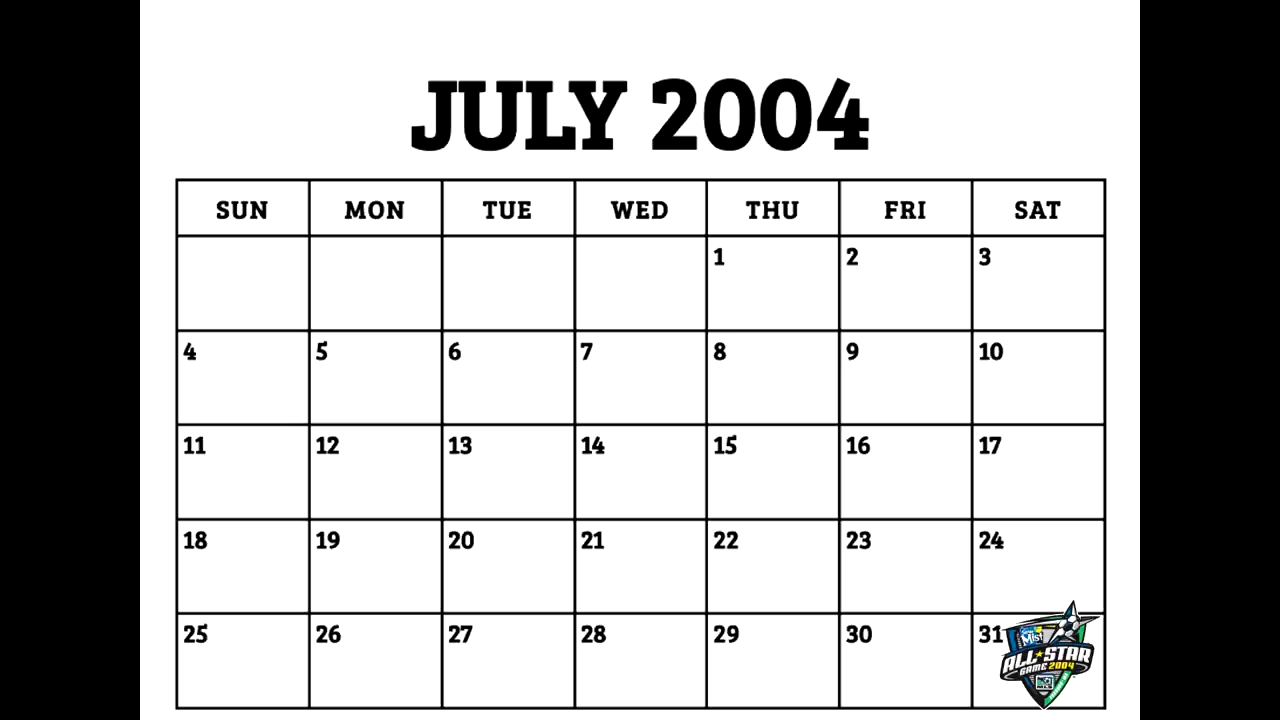 JULY 2004
SUN MON TUE WED THU FRI SAT
1 2 3
4 5 6 7 8 9 10
11 12 13 14 15 16 17
18 19 20 21 22 23 24
25 26 27 28 29 30 31
Mist
ALL★STAR
GAME 2004
MLS